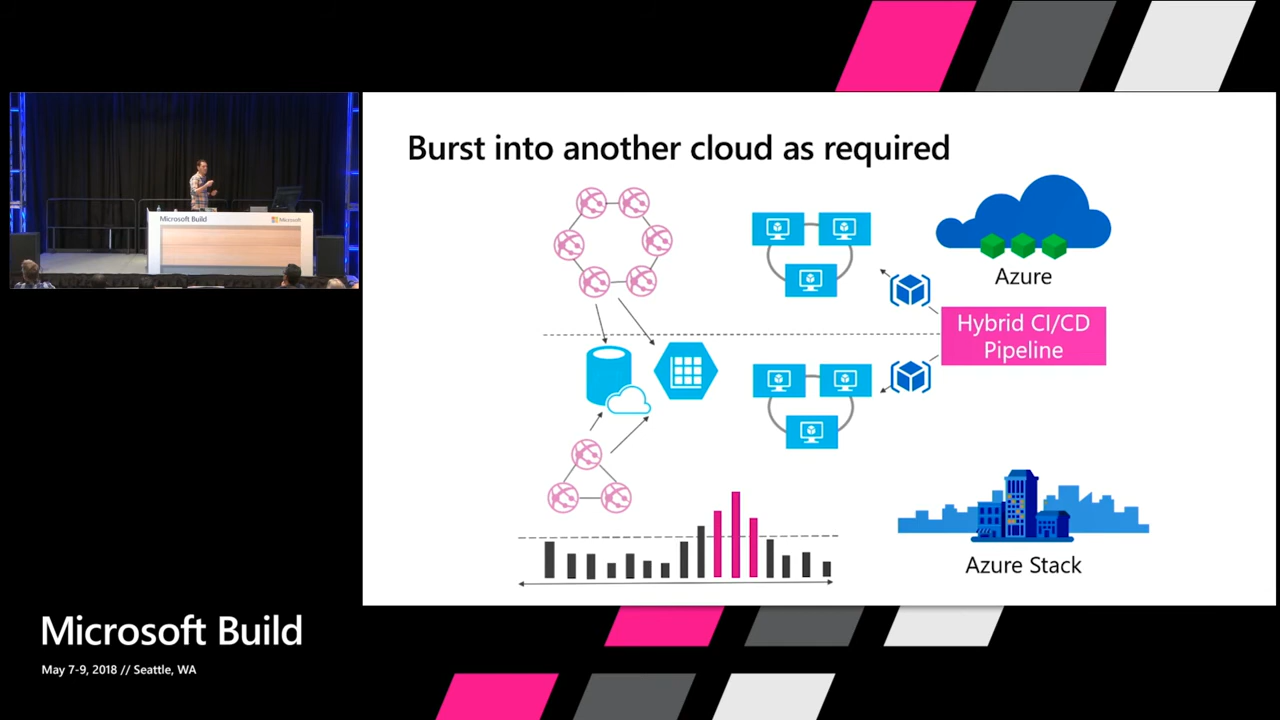 Burst into another cloud as required
Azure
Hybrid CI/CD
Pipeline
Azure Stack
Microsoft Build
Microsoft
Microsoft Build
May 7-9, 2018 // Seattle, WA